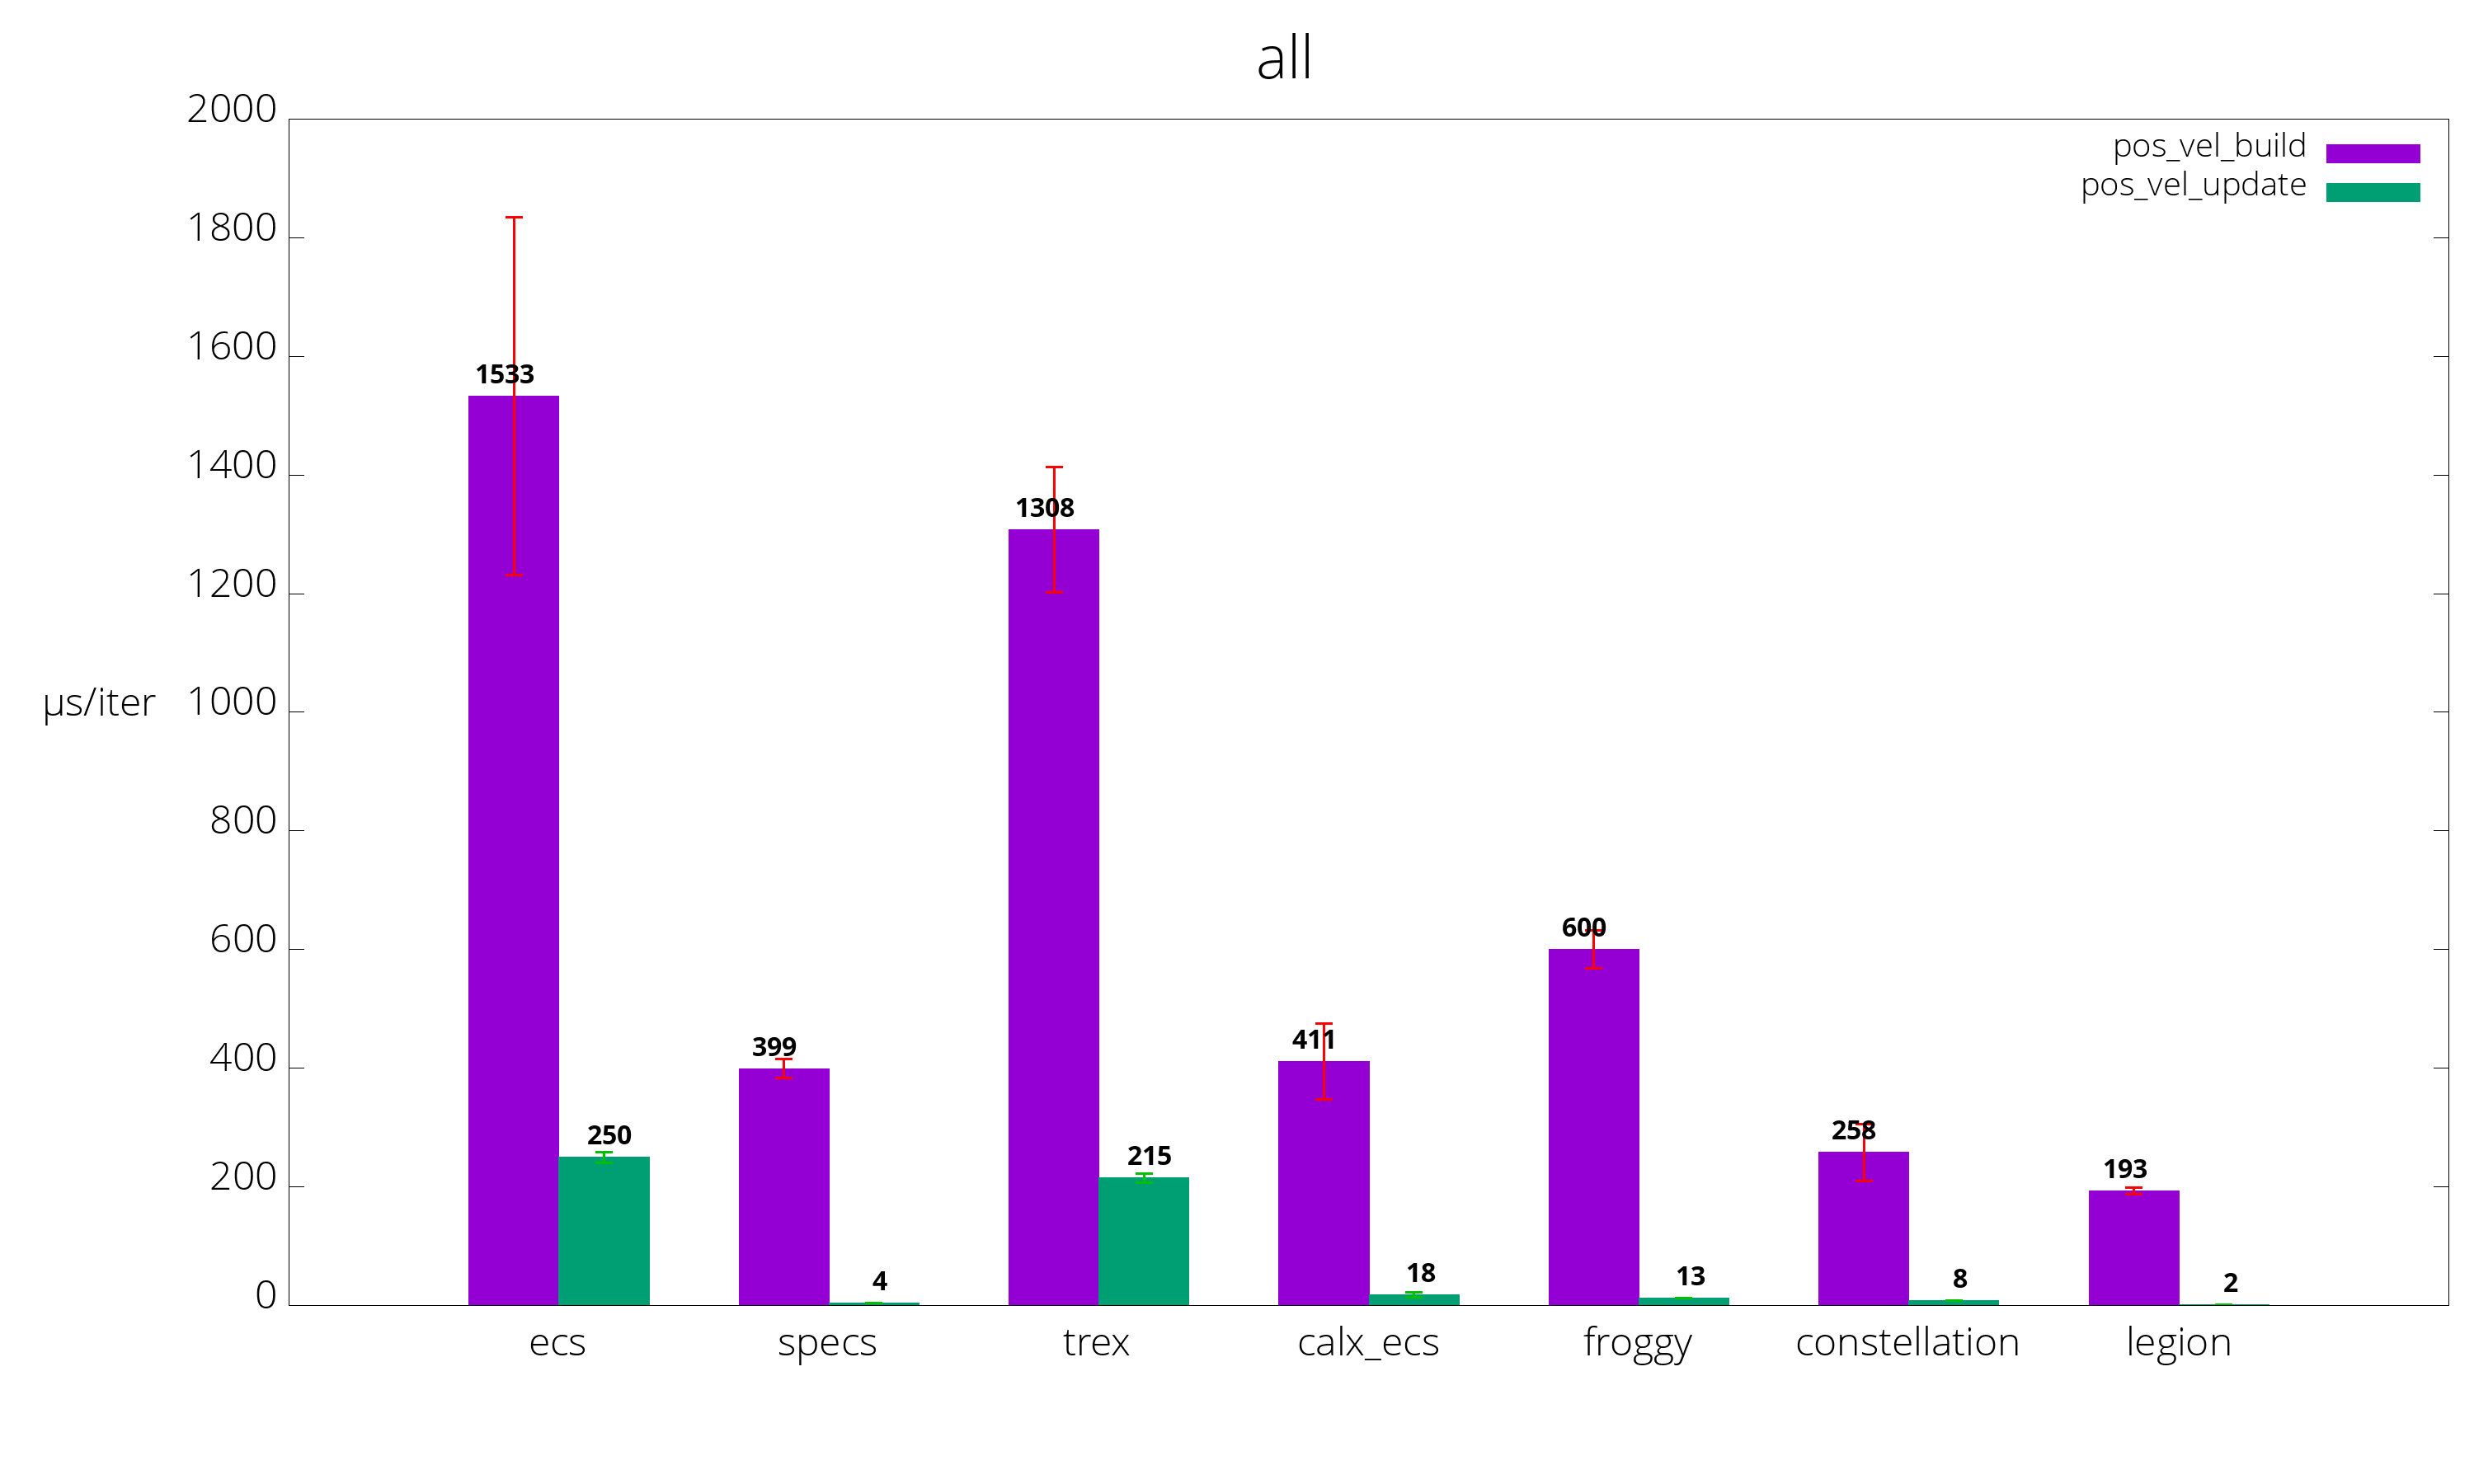 all
2000
1800
1600
1400
1200
1000
800
600
400
200
0
µs/iter
pos_vel_build
pos_vel_update
1533
250
399
4
1308
215
411
18
600
13
258
8
193
2
ecs
specs
trex
calx_ecs
froggy
constellation
legion